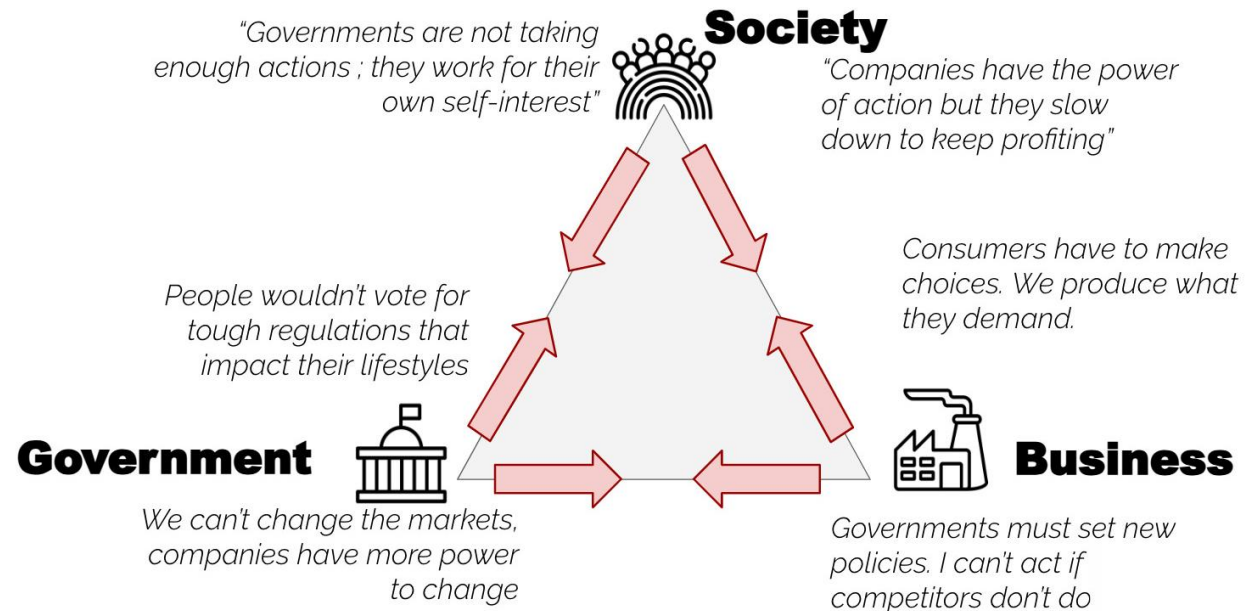 Society
“Governments are not taking
enough actions ; they work for their
own self-interest”
“Companies have the power
of action but they slow
down to keep profiting”
People wouldn’t vote for
tough regulations that
impact their lifestyles
Consumers have to make
choices. We produce what
they demand.
Government
Business
We can’t change the markets,
companies have more power
to change
Governments must set new
policies. I can’t act if
competitors don’t do